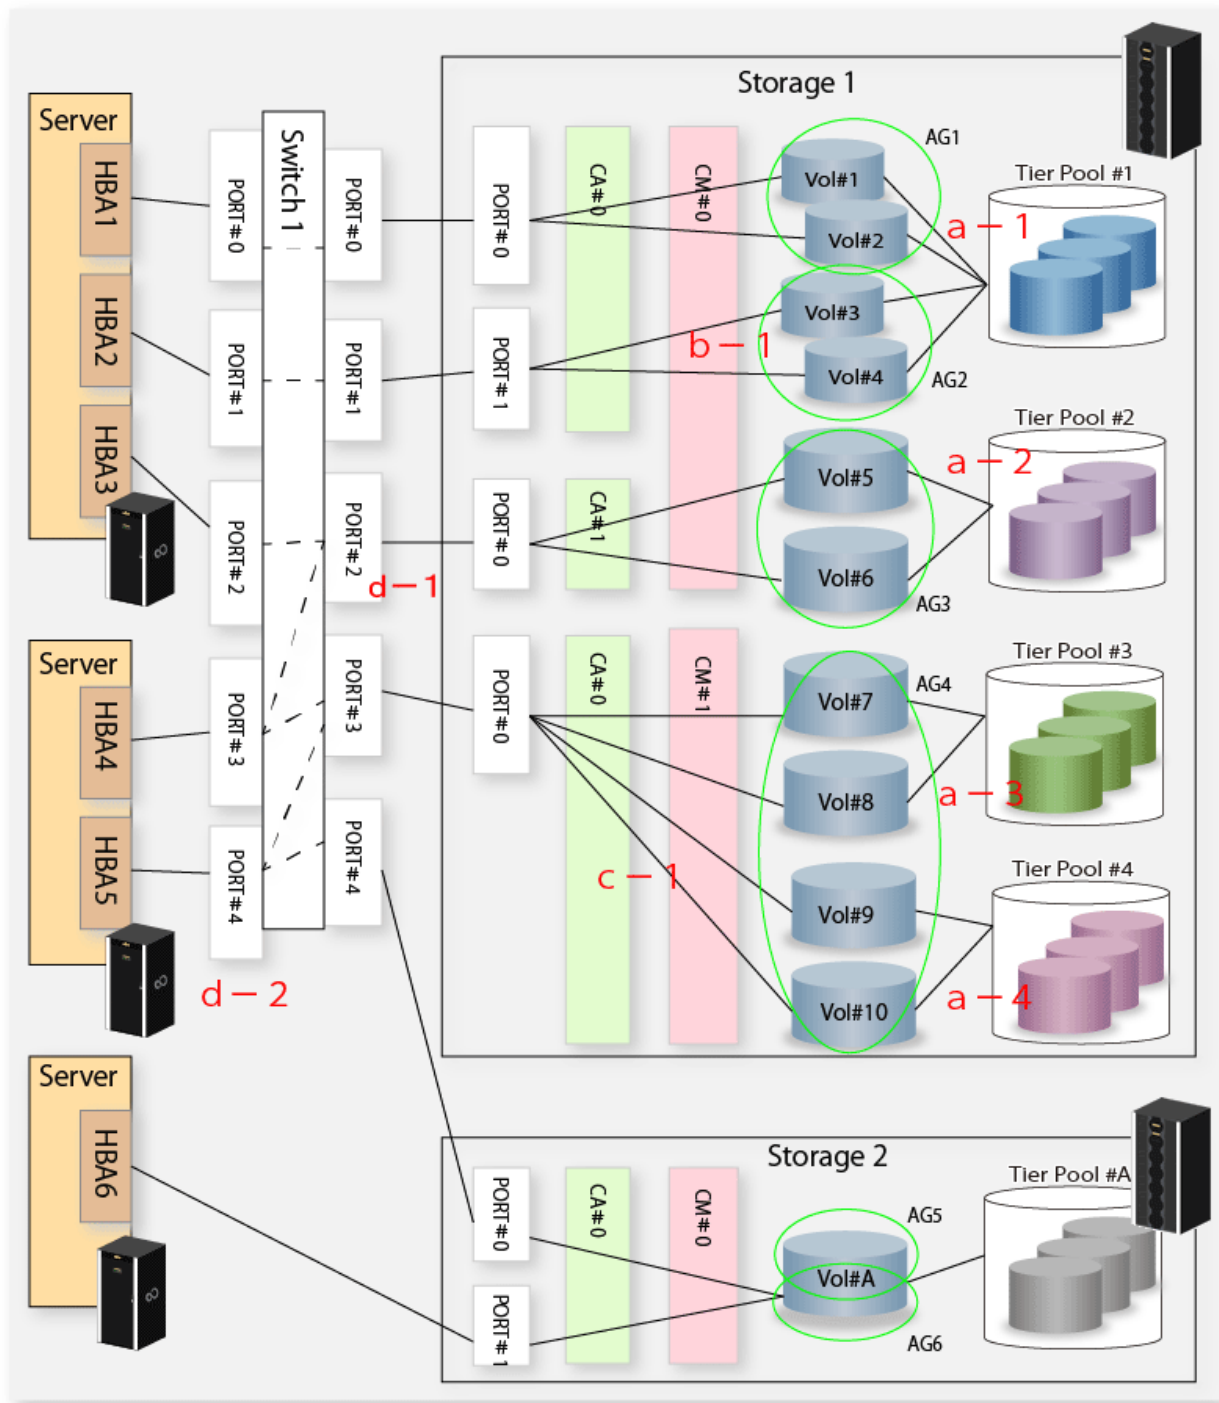 Storage 1
Server
HBA1
HBA2
HBA3
Switch 1
PORT#0
PORT#1
PORT#2
PORT#3
PORT#4
PORT#0
PORT#1
PORT#2
PORT#3
PORT#4
d-1
d-2
Server
HBA4
HBA5
Server
HBA6
PORT#0
PORT#1
PORT#0
PORT#0
CA#0
CA#1
CA#0
CM#0
CM#1
b-1
c-1
Vol#1
Vol#2
AG1
Vol#3
Vol#4
AG2
Vol#5
Vol#6
AG3
Vol#7
AG4
Vol#8
Vol#9
Vol#10
a-1
Tier Pool #1
a-2
Tier Pool #2
a-3
Tier Pool #3
a-4
Tier Pool #4
Storage 2
PORT#0
PORT#1
CA#0
CM#0
AG5
Vol#A
AG6
Tier Pool #A